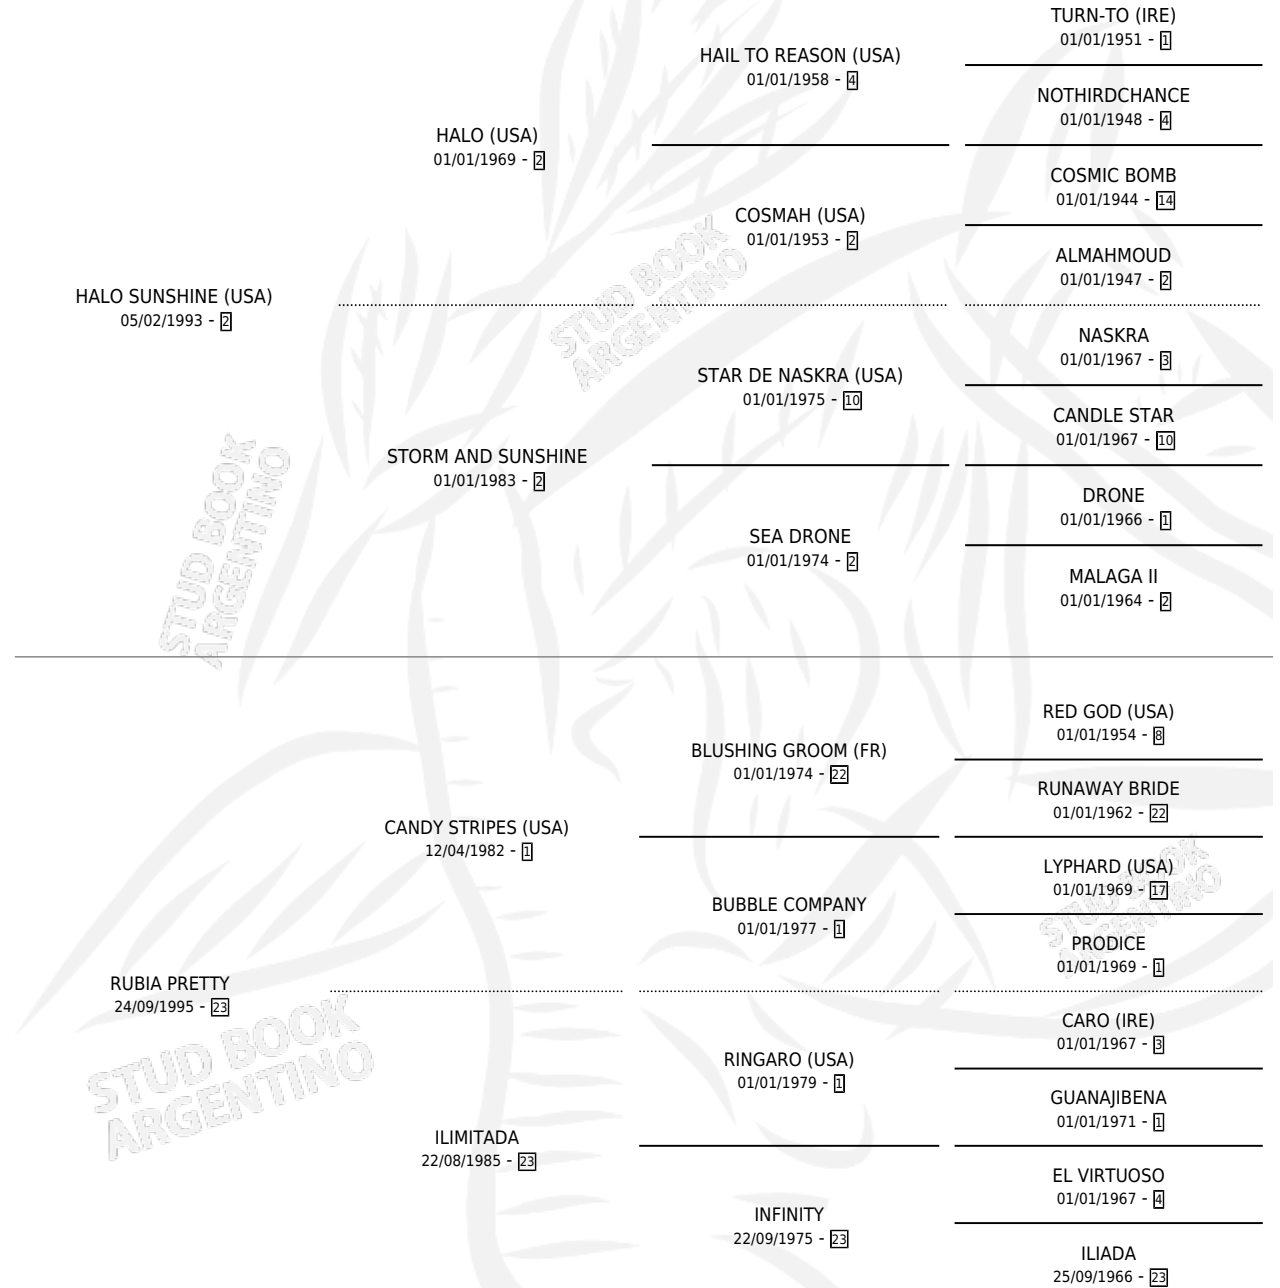 TURN-TO (IRE)
01/01/1951 - 1
HAIL TO REASON (USA)
01/01/1958 - 4
NOTHIRDCHANCE
01/01/1948 - 4
HALO (USA)
01/01/1969 - 2
COSMIC BOMB
01/01/1944 - 14
COSMAH (USA)
01/01/1953 - 2
ALMAHMOUD
01/01/1947 - 2
HALO SUNSHINE (USA)
05/02/1993 - 2
NASKRA
01/01/1967 - 3
STAR DE NASKRA (USA)
01/01/1975 - 10
CANDLE STAR
01/01/1967 - 10
STORM AND SUNSHINE
01/01/1983 - 2
DRONE
01/01/1966 - 1
SEA DRONE
01/01/1974 - 2
MALAGA II
01/01/1964 - 2
RED GOD (USA)
01/01/1954 - 8
BLUSHING GROOM (FR)
01/01/1974 - 22
RUNAWAY BRIDE
01/01/1962 - 22
CANDY STRIPES (USA)
12/04/1982 - 1
LYPHARD (USA)
01/01/1969 - 17
BUBBLE COMPANY
01/01/1977 - 1
PRODICE
01/01/1969 - 1
RUBIA PRETTY
24/09/1995 - 23
CARO (IRE)
01/01/1967 - 3
RINGARO (USA)
01/01/1979 - 1
GUANAJIBENA
01/01/1971 - 1
ILIMITADA
22/08/1985 - 23
EL VIRTUOSO
01/01/1967 - 4
INFINITY
22/09/1975 - 23
ILIADA
25/09/1966 - 23
STUD BOOK
ARGENTINO
STUD BOOK
ARGENTINO
STUD BOOK
ARGENTINO
STUD BOOK
ARGENTINO